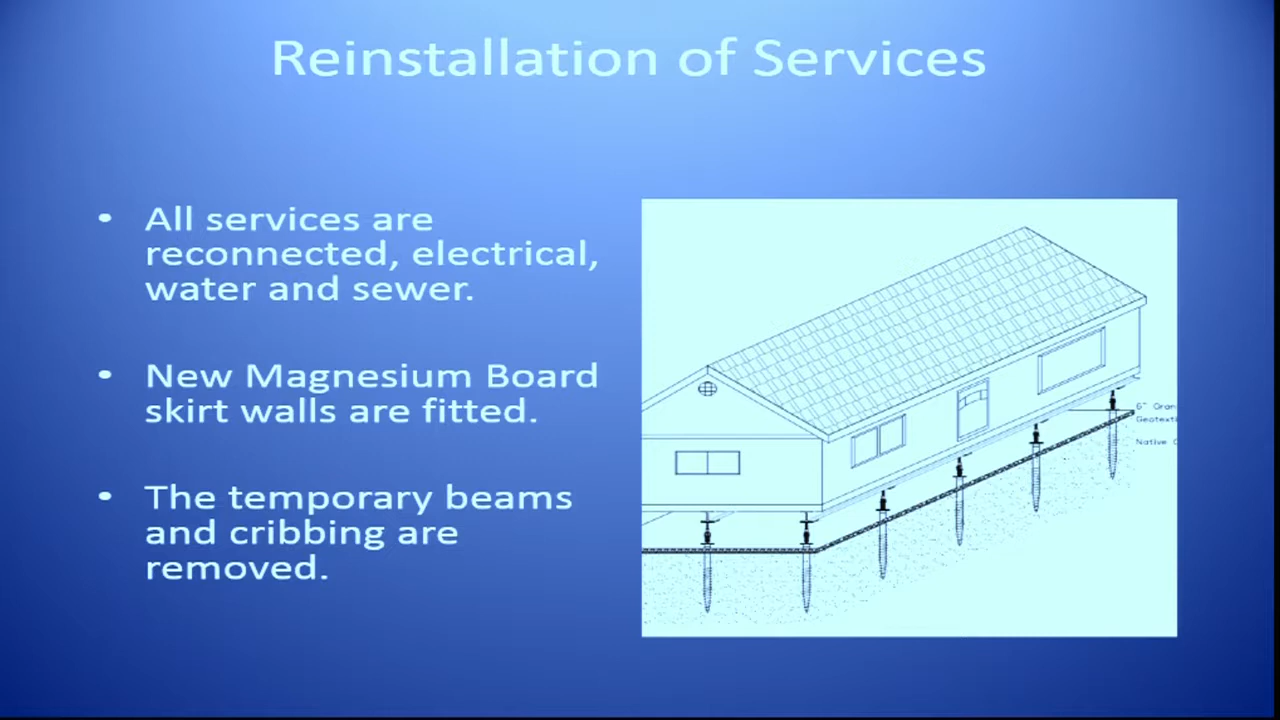 Reinstallation of Services
• All services are
reconnected, electrical,
water and sewer.
• New Magnesium Board
skirt walls are fitted.
• The temporary beams
and cribbing are
removed.
6"
Native